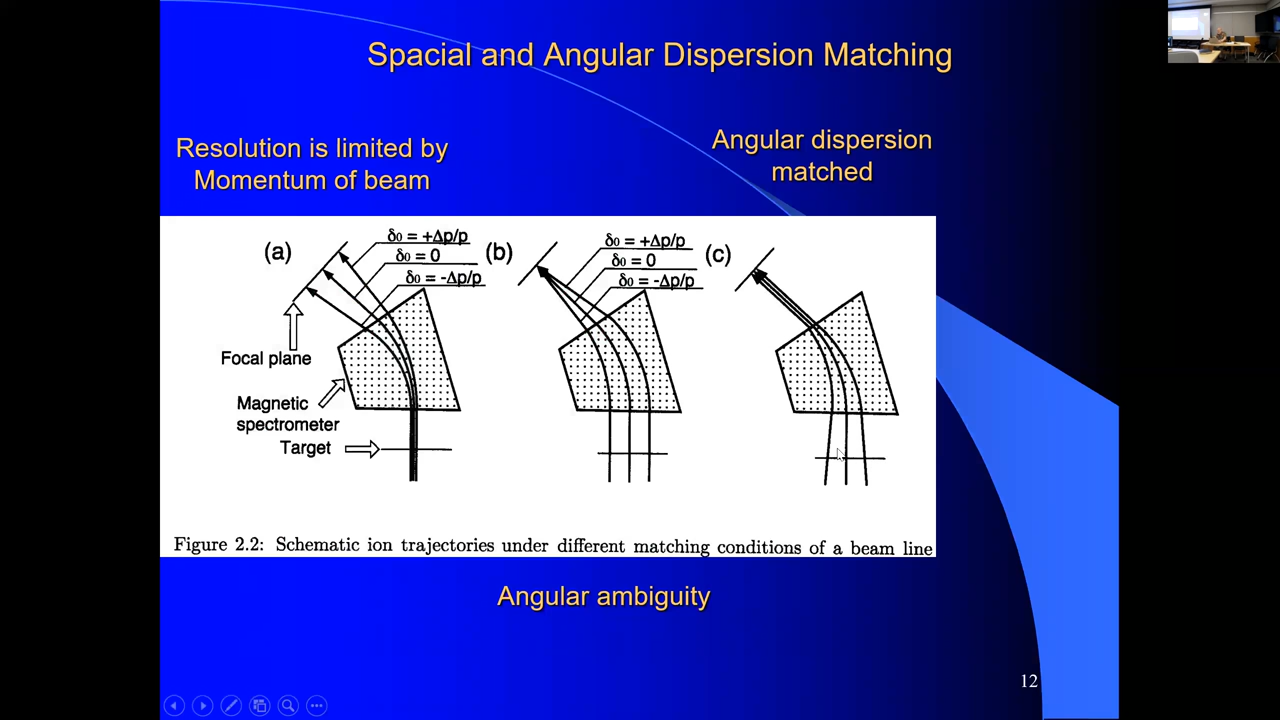 Spacial and Angular Dispersion Matching
Resolution is limited by
Momentum of beam
Angular dispersion
matched
(a)
δ0 = +Δp/p
δ0 = 0
δ0 = -Δp/p
(b)
δ0 = +Δp/p
δ0 = 0
δ0 = -Δp/p
(c)
Focal plane
Magnetic
spectrometer
Target
Figure 2.2: Schematic ion trajectories under different matching conditions of a beam line
Angular ambiguity
12